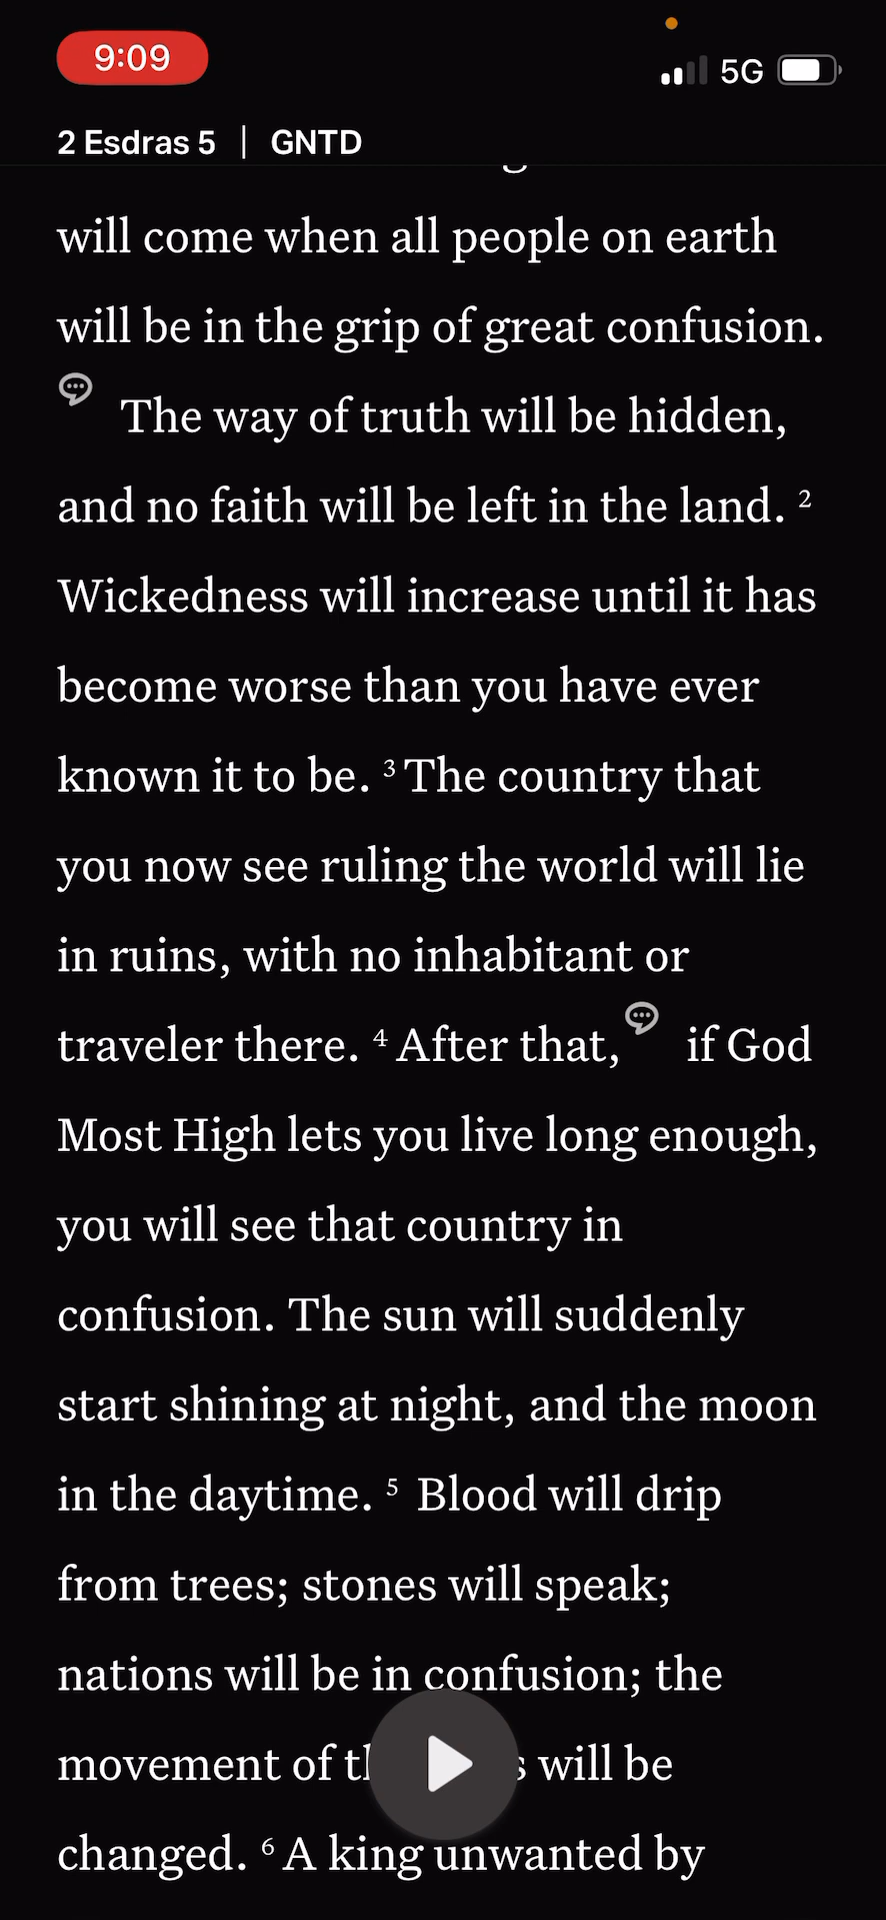 9:09
5G
2 Esdras 5 | GNTD
will come when all people on earth
will be in the grip of great confusion.
The way of truth will be hidden,
and no faith will be left in the land. 2
Wickedness will increase until it has
become worse than you have ever
known it to be. 3 The country that
you now see ruling the world will lie
in ruins, with no inhabitant or
traveler there. 4 After that, if God
Most High lets you live long enough,
you will see that country in
confusion. The sun will suddenly
start shining at night, and the moon
in the daytime. 5 Blood will drip
from trees; stones will speak;
nations will be in confusion; the
movement of will be
changed. 6 A king unwanted by